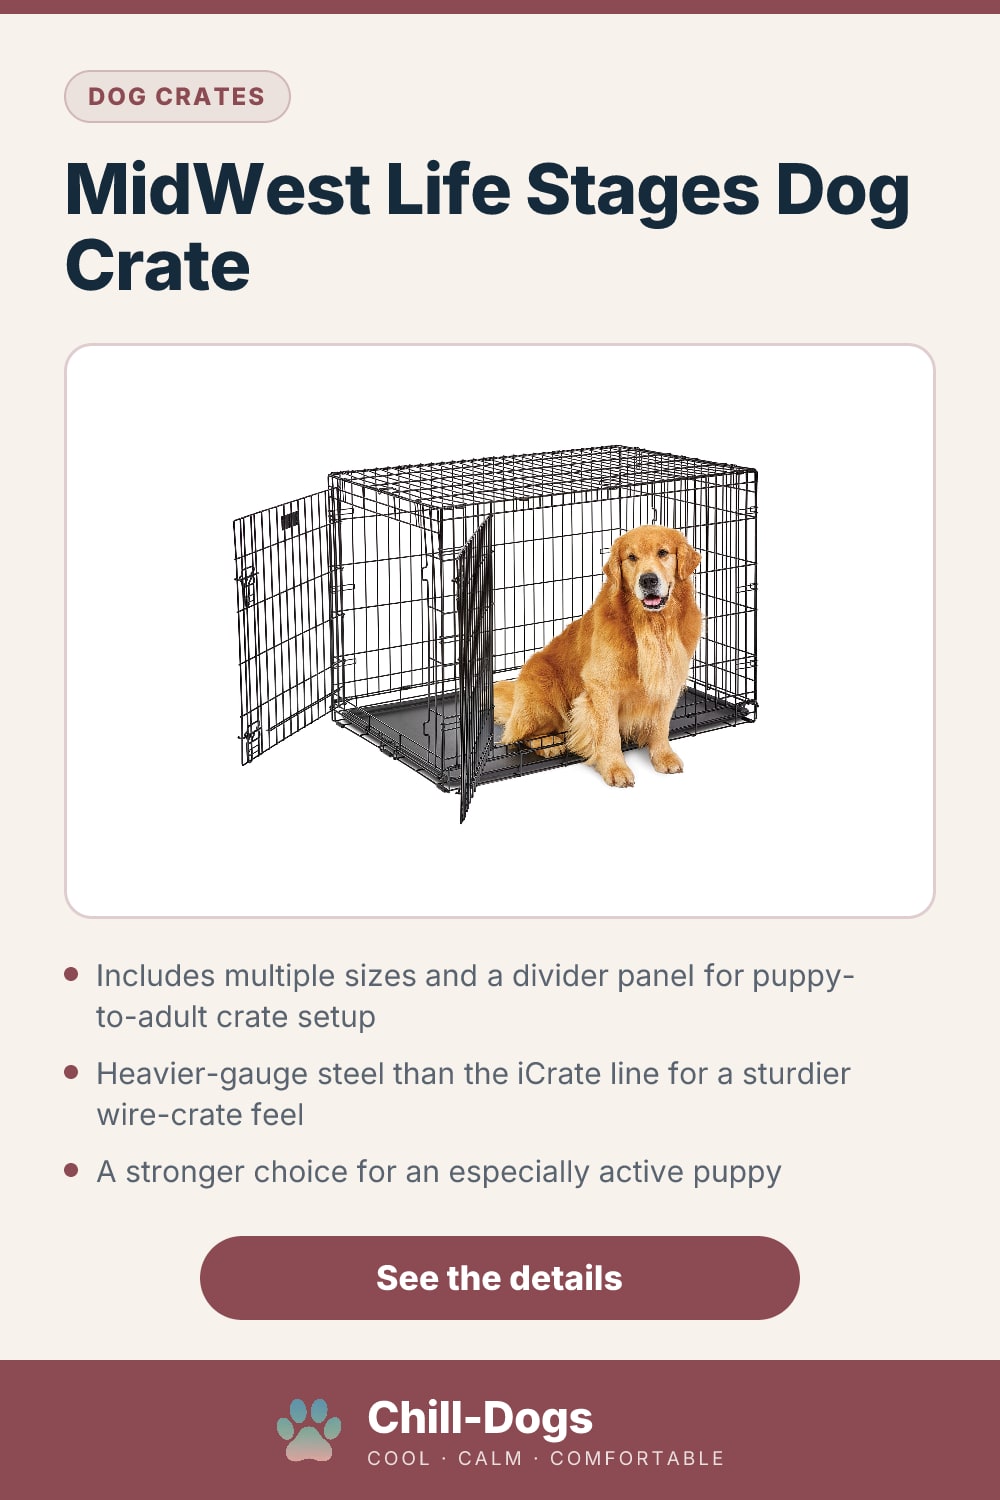 DOG CRATES
MidWest Life Stages Dog
Crate
Includes multiple sizes and a divider panel for puppy-
to-adult crate setup
Heavier-gauge steel than the iCrate line for a sturdier
wire-crate feel
A stronger choice for an especially active puppy
See the details
Chill-Dogs
COOL · CALM · COMFORTABLE